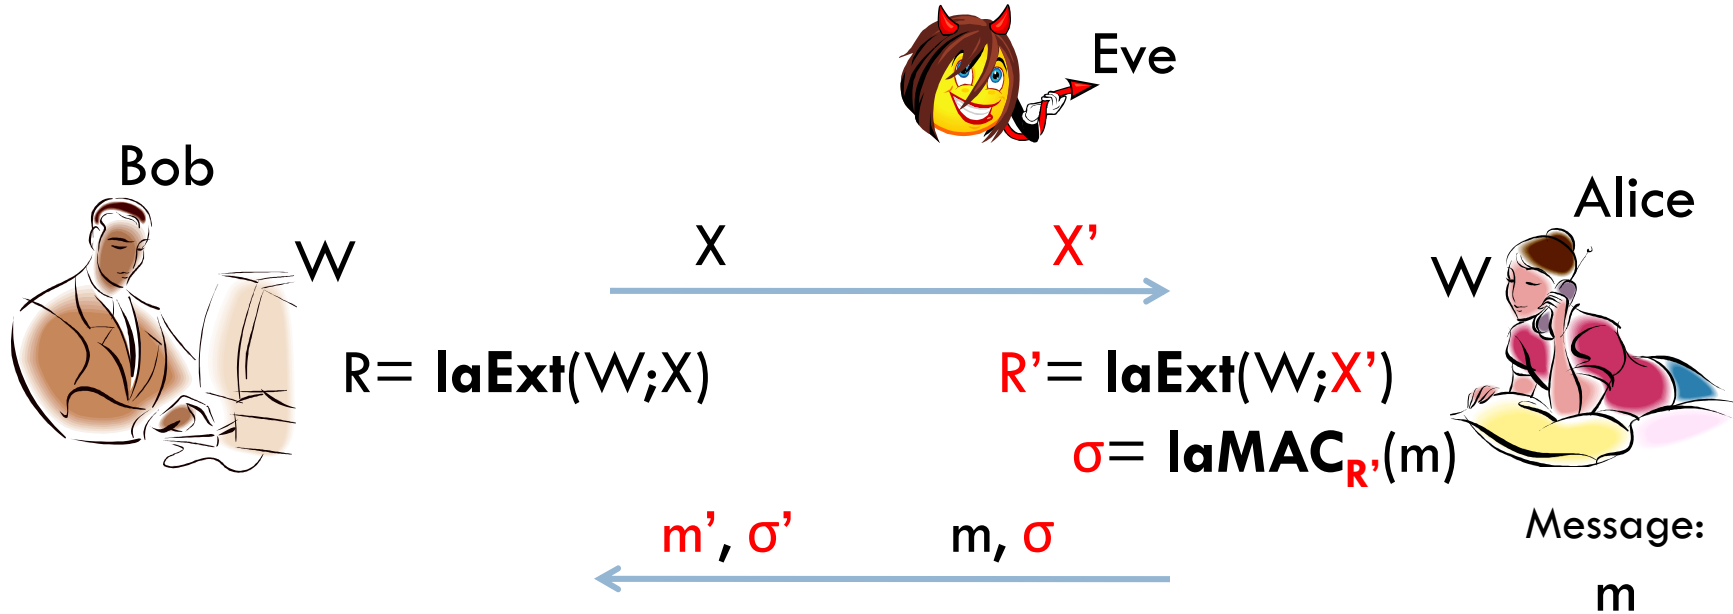 Eve
Bob
Alice
W
X
X’
W
R= laExt(W;X)
R’= laExt(W;X’)
σ= laMAC_R’(m)
m’, σ’
m, σ
Message:
m